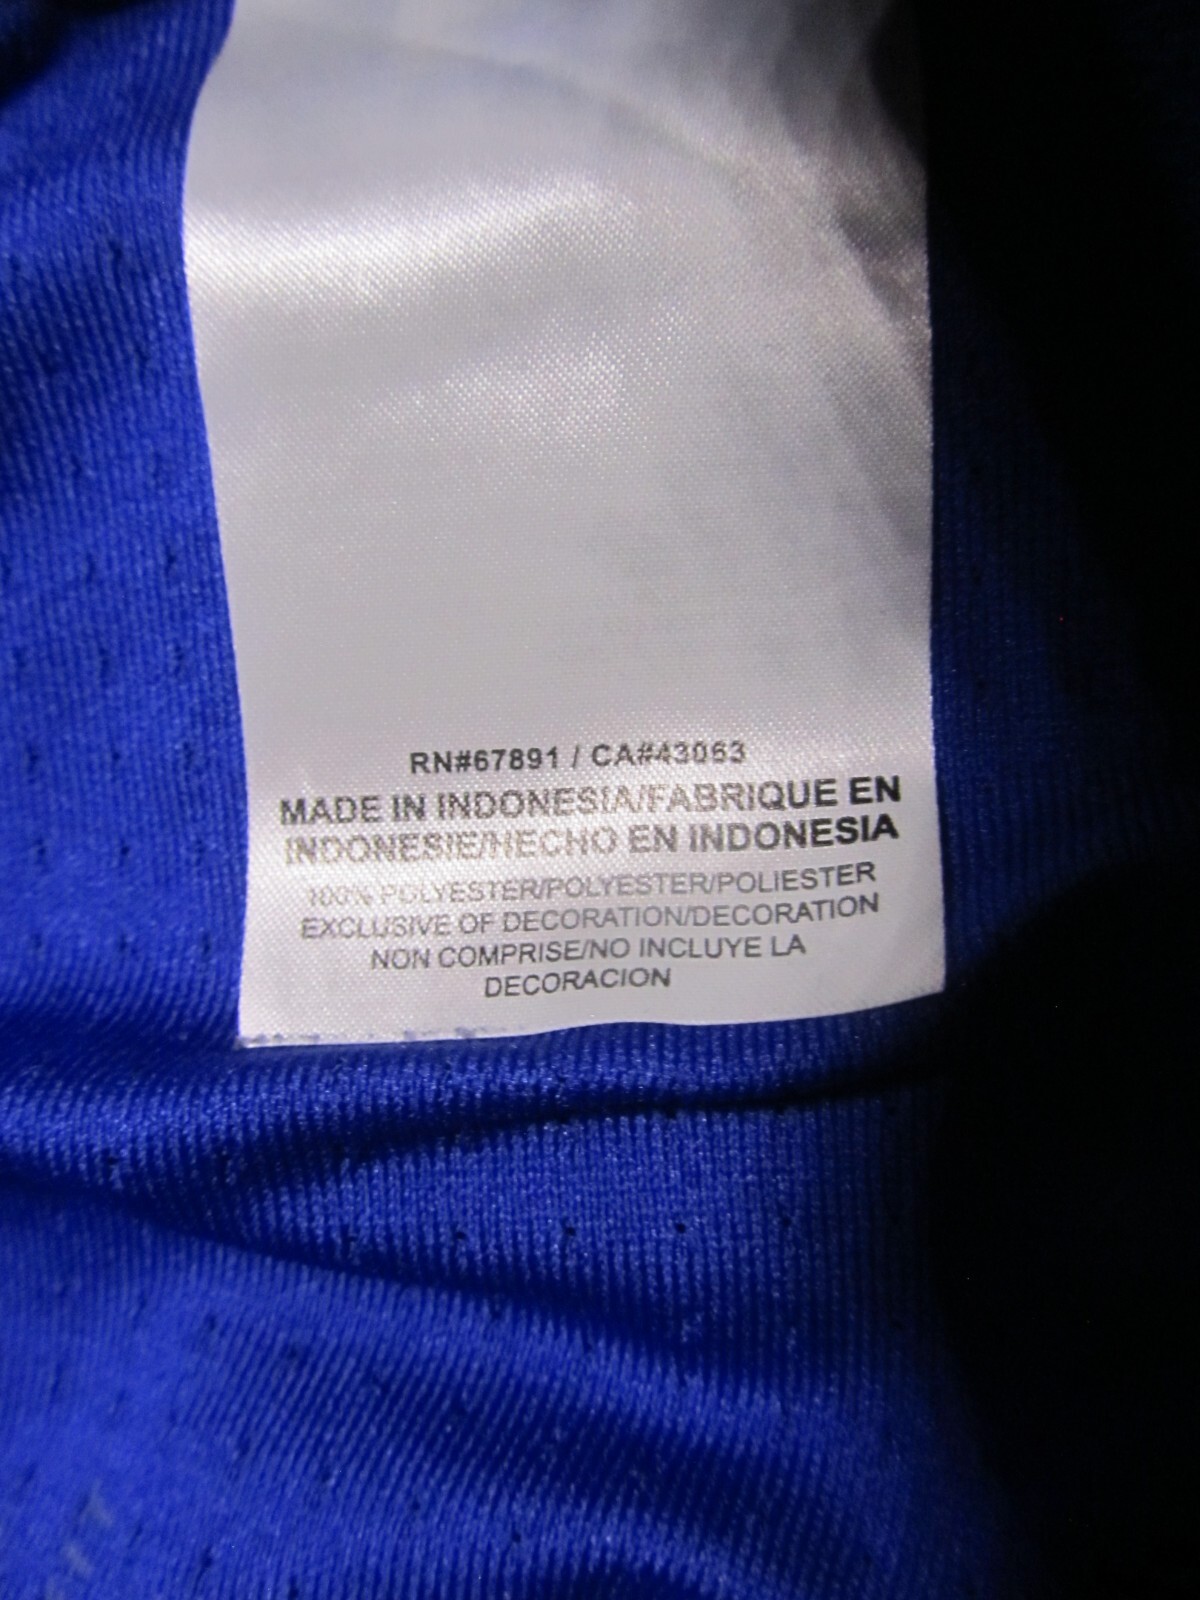 RN#67891 / CA#43063
MADE IN INDONESIA/FABRIQUE EN
INDONESIE/HECHO EN INDONESIA
100% POLYESTER/POLYESTER/POLIESTER
EXCLUSIVE OF DECORATION/DECORATION
NON COMPRISE/NO INCLUYE LA
DECORACION